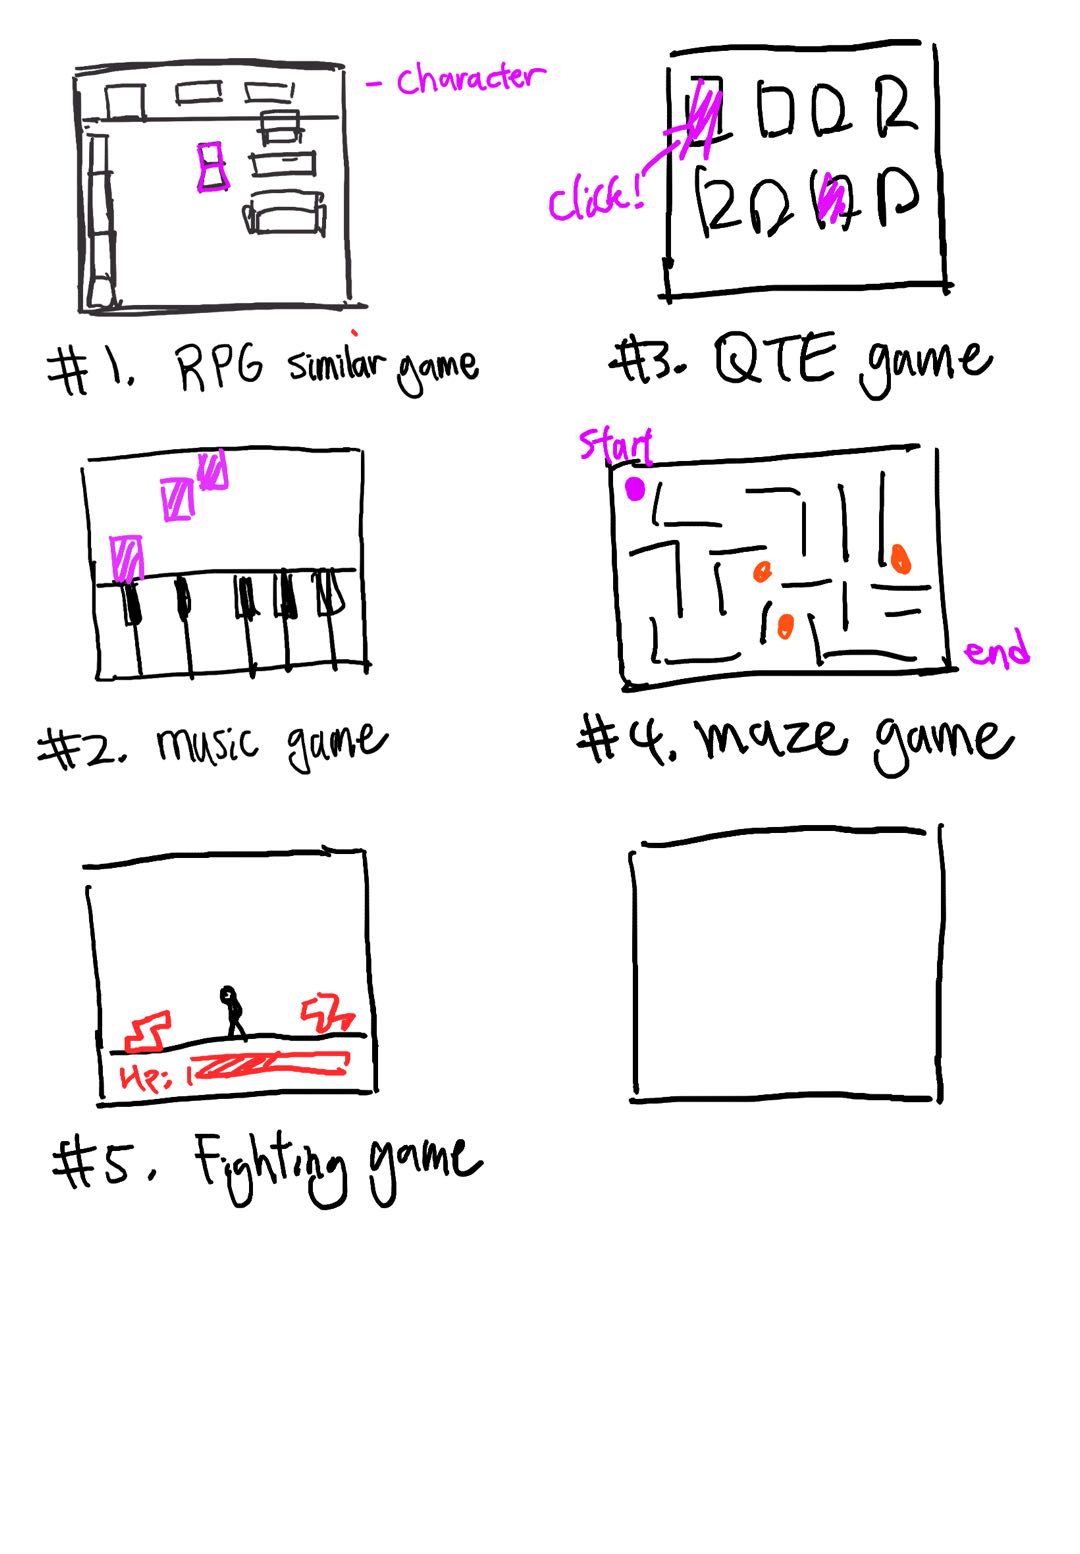 - Character
#1. RPG similar game
click!
#3. QTE game
#2. music game
start
end
#4. maze game
Hp:
#5. Fighting game